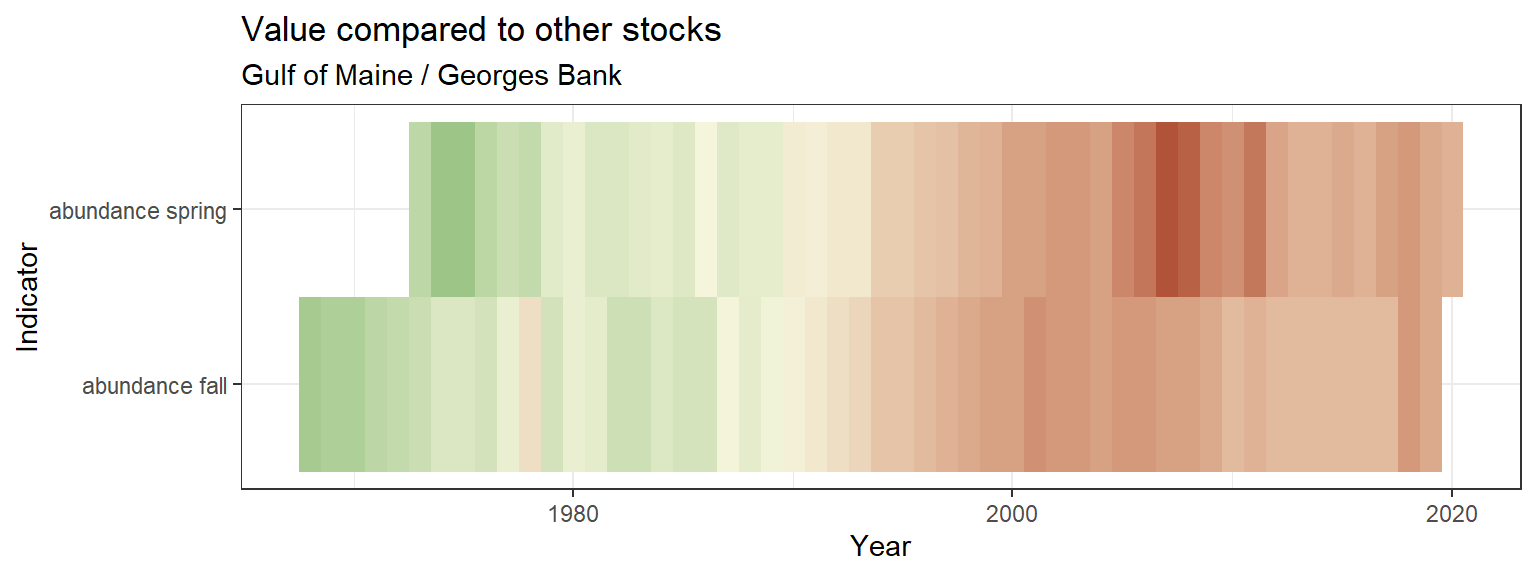 Value compared to other stocks
Gulf of Maine / Georges Bank
Indicator
abundance spring
abundance fall
1980
2000
2020
Year